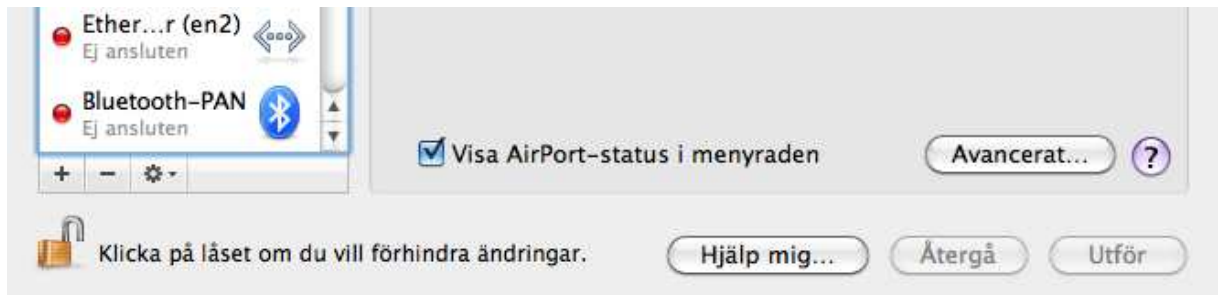 Ether...r (en2)
Ej ansluten
Bluetooth-PAN
Ej ansluten
Visa AirPort-status i menyraden
Avancerat...
?
Klicka på låset om du vill förhindra ändringar.
Hjälp mig...
Återgå
Utför